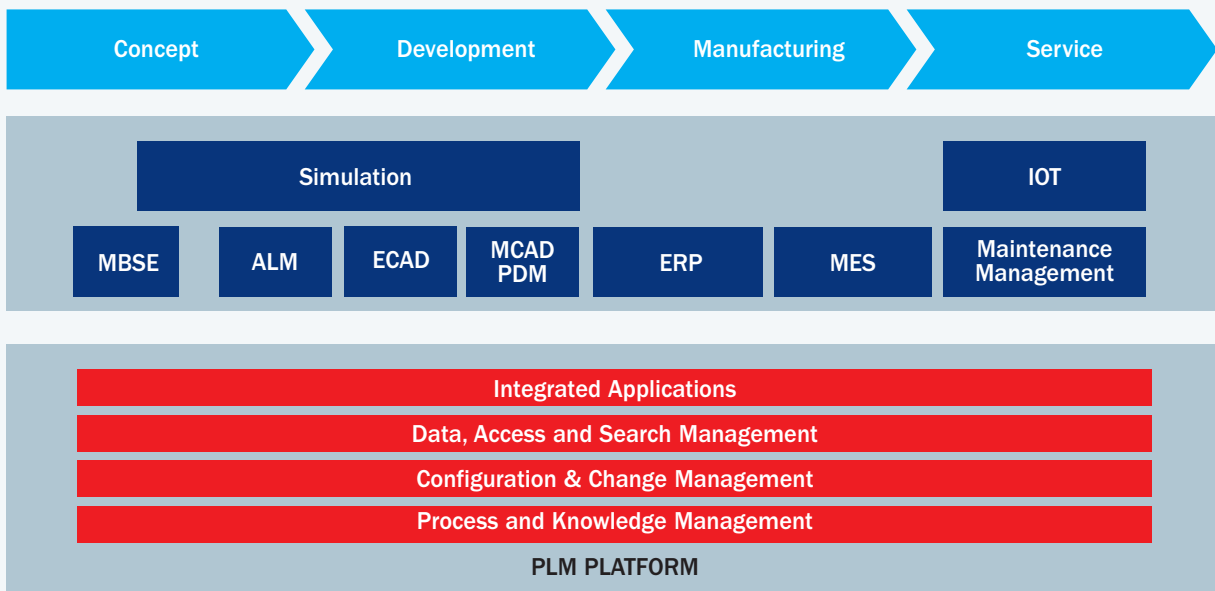 Concept
Development
Manufacturing
Service
Simulation
IOT
MBSE
ALM
ECAD
MCAD
PDM
ERP
MES
Maintenance
Management
Integrated Applications
Data, Access and Search Management
Configuration & Change Management
Process and Knowledge Management
PLM PLATFORM